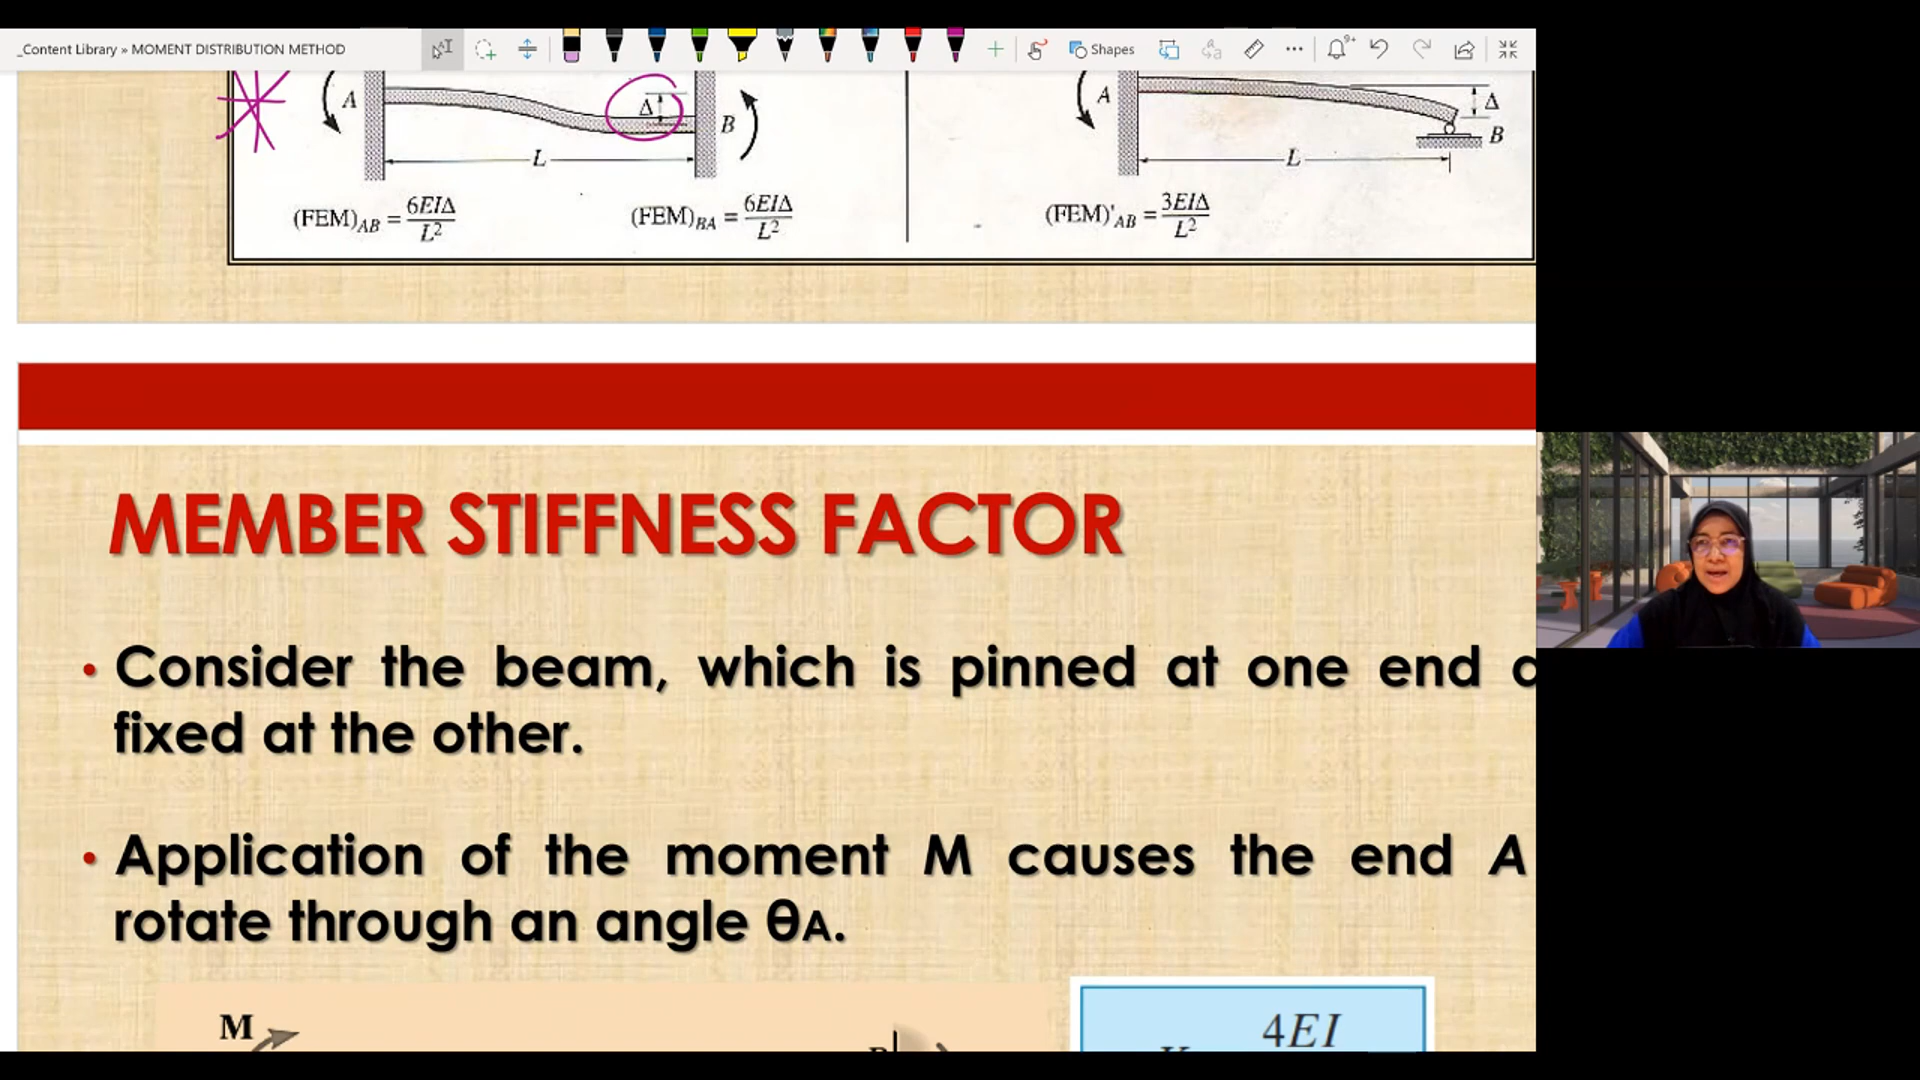 _Content Library » MOMENT DISTRIBUTION METHOD
Shapes
9+
A
Δ
B
L
A
Δ
B
L
(FEM)AB = 6EIΔ/L²
(FEM)BA = 6EIΔ/L²
(FEM)'AB = 3EIΔ/L²
MEMBER STIFFNESS FACTOR
• Consider the beam, which is pinned at one end
fixed at the other.
• Application of the moment M causes the end A
rotate through an angle θA.
M
4EI